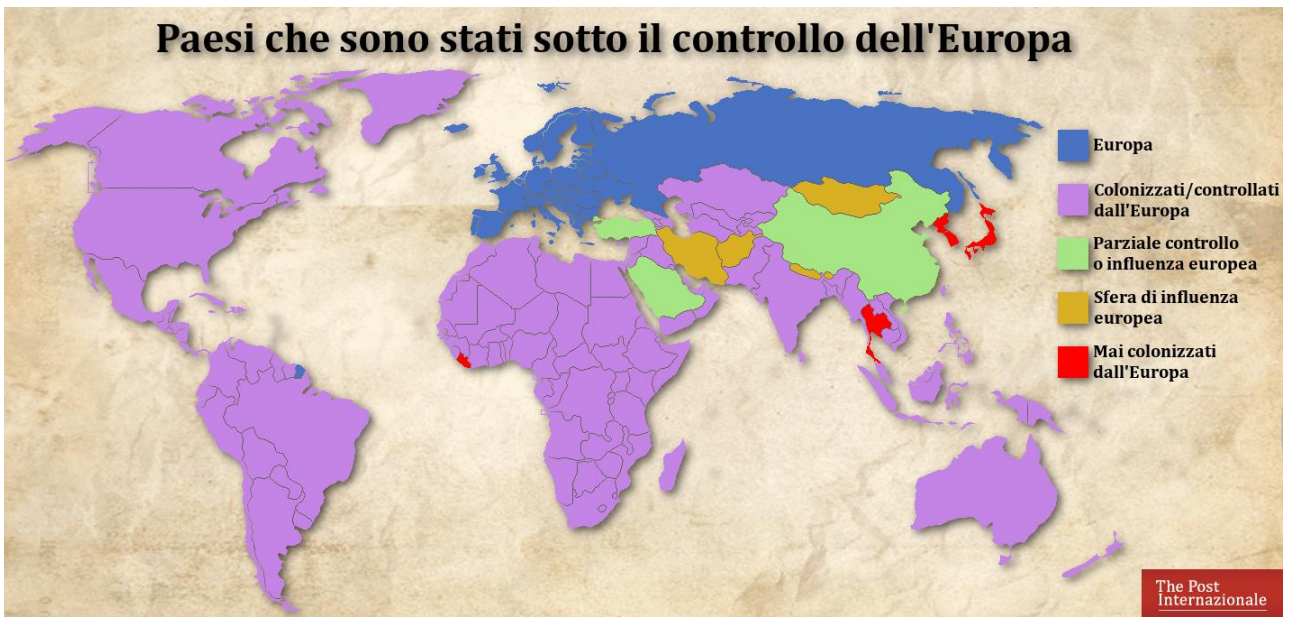 Paesi che sono stati sotto il controllo dell'Europa
Europa
Colonizzati/controllati
dall'Europa
Parziale controllo
o influenza europea
Sfera di influenza
europea
Mai colonizzati
dall'Europa
The Post
Internazionale